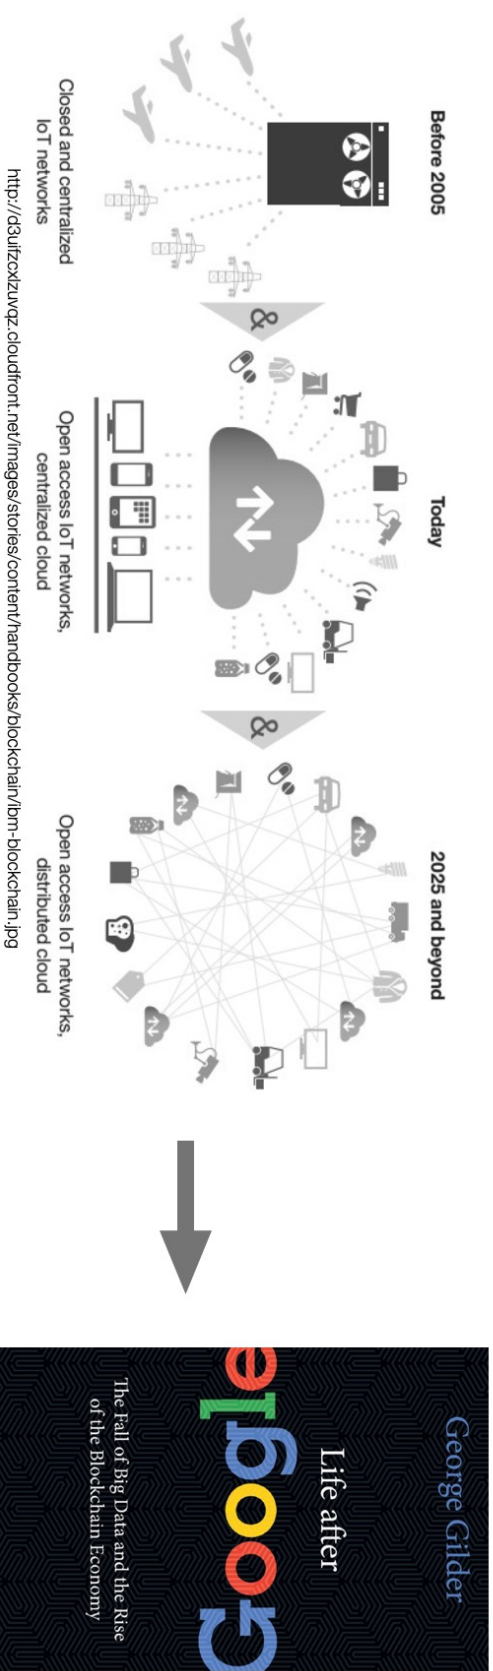 Before 2005
&
Closed and centralized
IoT networks
Today
&
Open access IoT networks,
centralized cloud
2025 and beyond
Open access IoT networks,
distributed cloud
http://d3uifzcxlzuvqz.cloudfront.net/images/stories/content/handbooks/blockchain/ibm-blockchain.jpg
George Gilder
Life after
Google
The Fall of Big Data and the Rise
of the Blockchain Economy